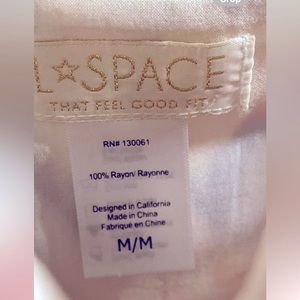 L☆SPACE
THAT FEEL GOOD FIT
RN# 130061
100% Rayon/ Rayonne
Designed in California
Made in China
Fabriqué en Chine
M/M